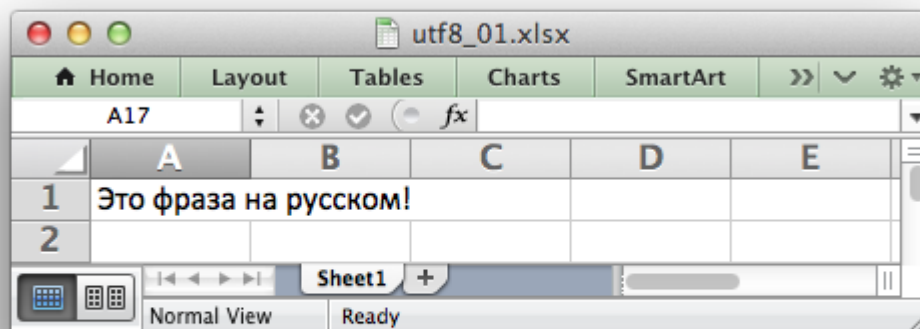 utf8_01.xlsx
Home Layout Tables Charts SmartArt
A17 fx
A B C D E
1 Это фраза на русском!
2
Sheet1 +
Normal View Ready